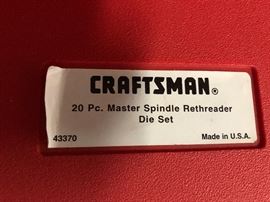 CRAFTSMAN®
20 Pc. Master Spindle Rethreader
Die Set
43370 Made in U.S.A.